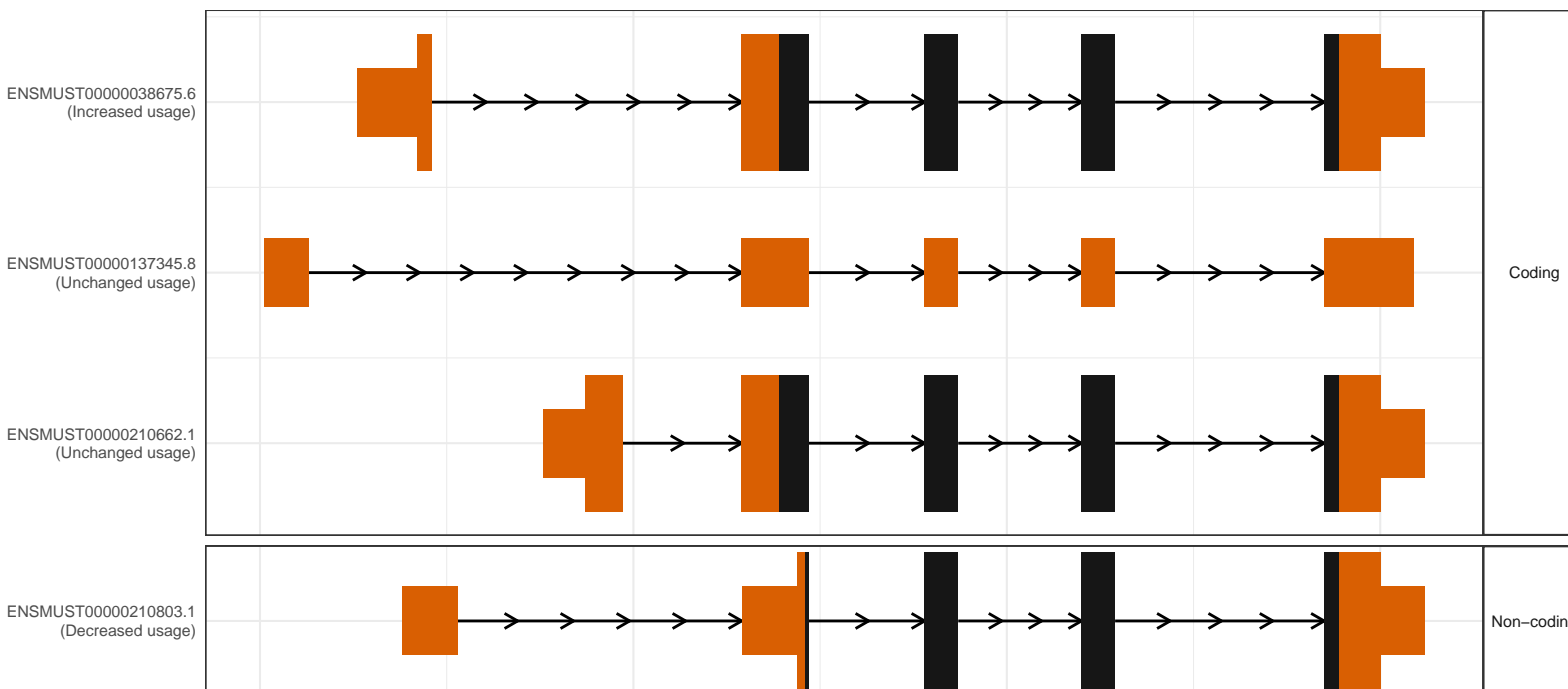 ENSMUST00000038675.6
(Increased usage)
ENSMUST00000137345.8
(Unchanged usage)
Coding
ENSMUST00000210662.1
(Unchanged usage)
ENSMUST00000210803.1
(Decreased usage)
Non−codin